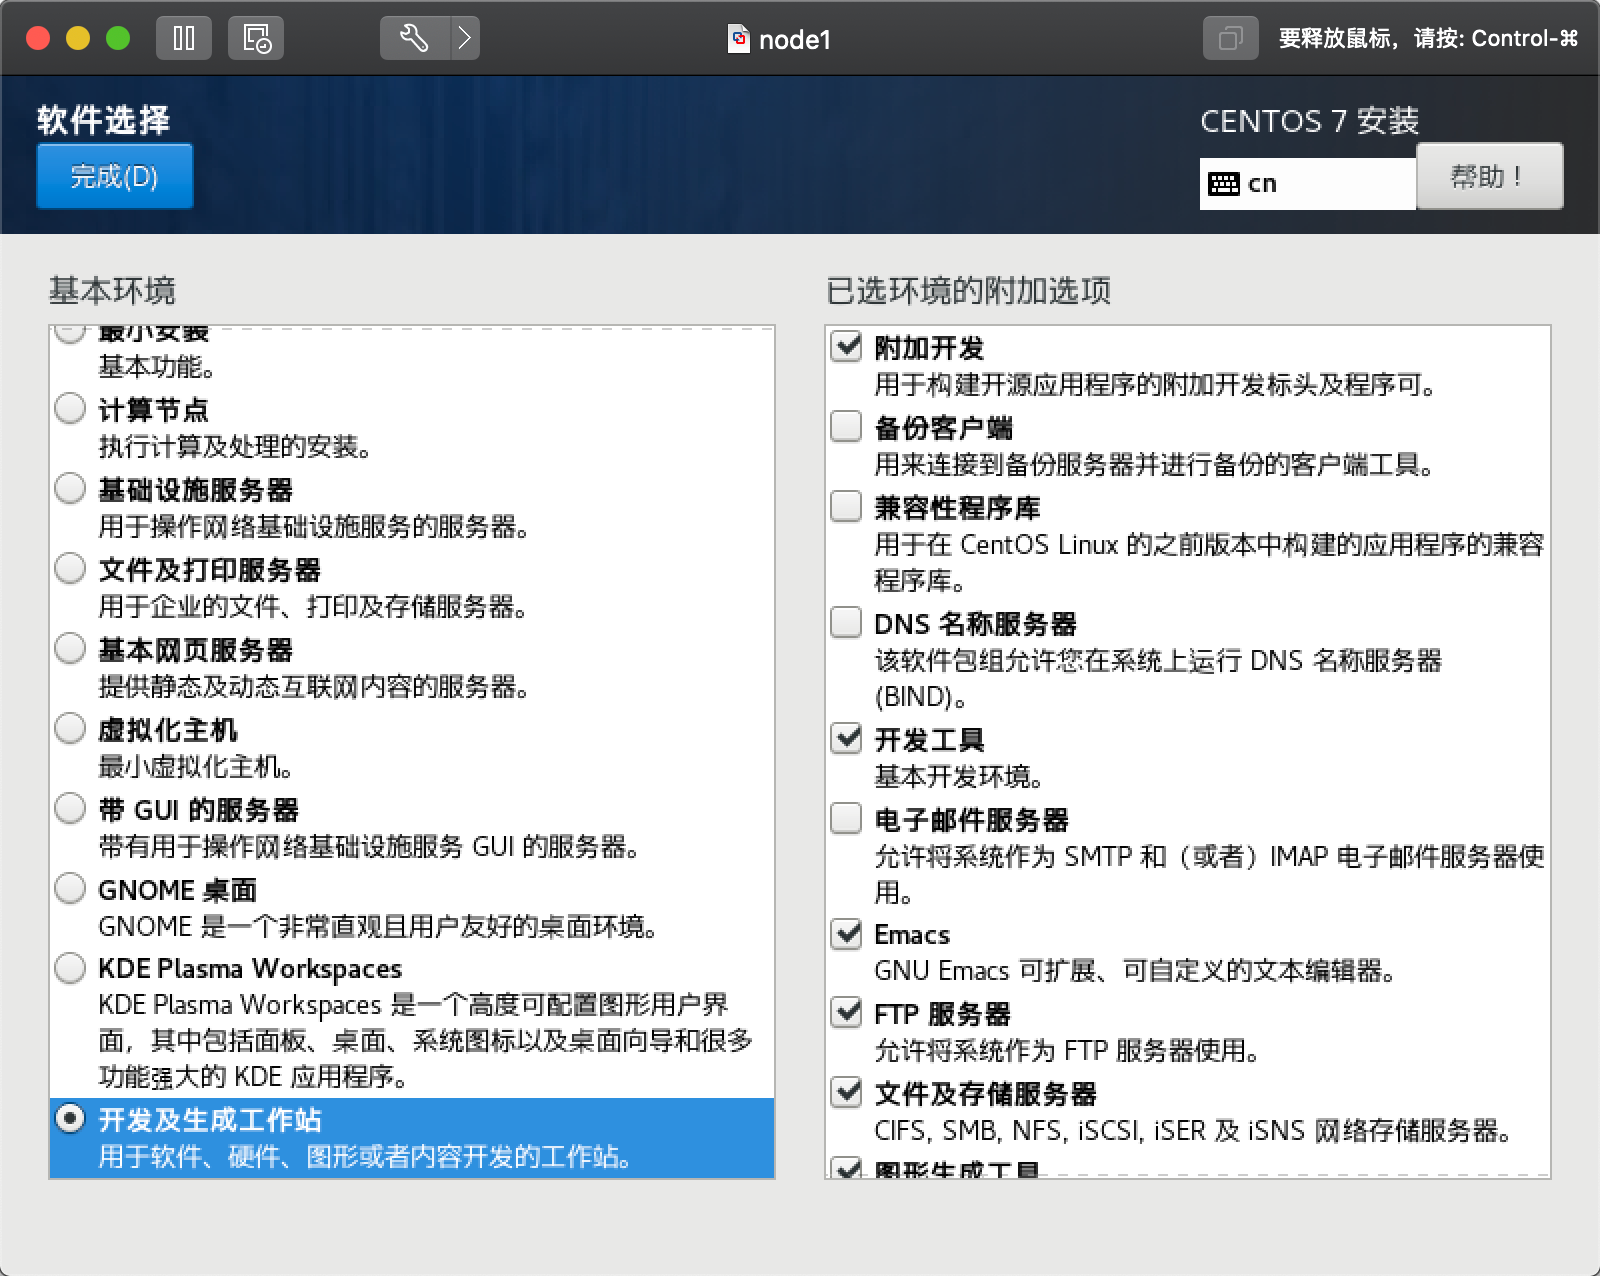 node1
要释放鼠标，请按: Control-⌘
软件选择
完成(D)
CENTOS 7 安装
cn
帮助！
基本环境
最小安装
基本功能。
计算节点
执行计算及处理的安装。
基础设施服务器
用于操作网络基础设施服务的服务器。
文件及打印服务器
用于企业的文件、打印及存储服务器。
基本网页服务器
提供静态及动态互联网内容的服务器。
虚拟化主机
最小虚拟化主机。
带 GUI 的服务器
带有用于操作网络基础设施服务 GUI 的服务器。
GNOME 桌面
GNOME 是一个非常直观且用户友好的桌面环境。
KDE Plasma Workspaces
KDE Plasma Workspaces 是一个高度可配置图形用户界
面，其中包括面板、桌面、系统图标以及桌面向导和很多
功能强大的 KDE 应用程序。
开发及生成工作站
用于软件、硬件、图形或者内容开发的工作站。
已选环境的附加选项
附加开发
用于构建开源应用程序的附加开发标头及程序可。
备份客户端
用来连接到备份服务器并进行备份的客户端工具。
兼容性程序库
用于在 CentOS Linux 的之前版本中构建的应用程序的兼容
程序库。
DNS 名称服务器
该软件包组允许您在系统上运行 DNS 名称服务器
(BIND)。
开发工具
基本开发环境。
电子邮件服务器
允许将系统作为 SMTP 和（或者）IMAP 电子邮件服务器使
用。
Emacs
GNU Emacs 可扩展、可自定义的文本编辑器。
FTP 服务器
允许将系统作为 FTP 服务器使用。
文件及存储服务器
CIFS, SMB, NFS, iSCSI, iSER 及 iSNS 网络存储服务器。
图形生成工具